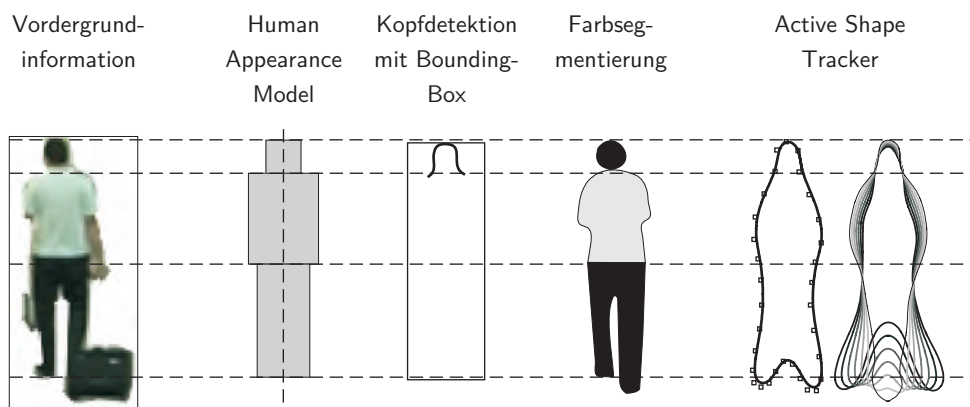 Vordergrund-
information
Human
Appearance
Model
Kopfdetektion
mit Bounding-
Box
Farbseg-
mentierung
Active Shape
Tracker